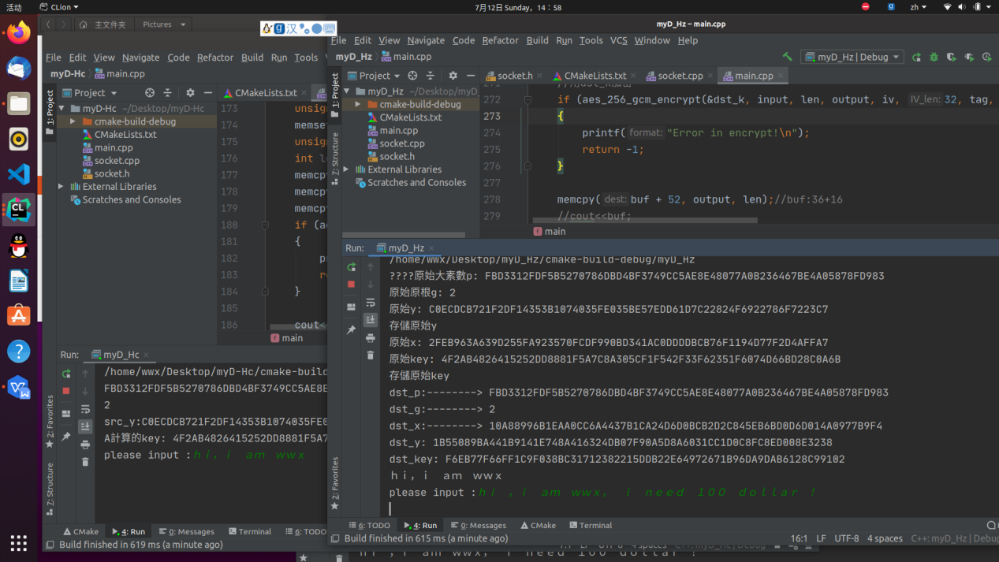 活动
CLion
7月12日 Sunday, 14 : 58
zh
主文件夹
Pictures
汉
File Edit View Navigate Code Refactor Build Run Tools
myD-Hc main.cpp
Project
CMakeLists.txt
myD-Hc ~/Desktop/myD-Hc
cmake-build-debug
CMakeLists.txt
main.cpp
socket.cpp
socket.h
External Libraries
Scratches and Consoles
1: Project
173
174 memset
175
176
177
178
179
180 if
181 {
182
183
184 }
185
186 cout<
main
Run: myD_Hc
/home/wwx/Desktop/myD-Hc/cmake-build
FBD3312FDF5B5270786DBD4BF3749CC5AE8E
2
src_y:C0ECDCB721F2DF14353B1074035FE0
A計算的key: 4F2AB4826415252DD8881F5A7
please input :hi，i am wwx
2: Favorites
7: Structure
CMake 4: Run 0: Messages Terminal 6: TODO
Build finished in 619 ms (a minute ago)
myD_Hz – main.cpp
File Edit View Navigate Code Refactor Build Run Tools VCS Window Help
myD_Hz main.cpp
myD_Hz | Debug
Project
socket.h CMakeLists.txt socket.cpp main.cpp
myD_Hz ~/Desktop/myD_
cmake-build-debug
CMakeLists.txt
main.cpp
socket.cpp
socket.h
External Libraries
Scratches and Consoles
1: Project
7: Structure
272 if (aes_256_gcm_encrypt(&dst_k, input, len, output, iv, IV_len: 32, tag,
273 {
274 printf( format: "Error in encrypt!\n");
275 return -1;
276 }
277
278 memcpy( dest: buf + 52, output, len);//buf:36+16
279 //cout<<buf;
main
Run: myD_Hz
/home/wwx/Desktop/myD_Hz/cmake-build-debug/myD_Hz
????原始大素數p: FBD3312FDF5B5270786DBD4BF3749CC5AE8E48077A0B236467BE4A05878FD983
原始原根g: 2
原始y: C0ECDCB721F2DF14353B1074035FE035BE57EDD61D7C22824F6922786F7223C7
存儲原始y
原始x: 2FEB963A639D255FA923570FCDF990BD341AC0DDDDBCB76F1194D77F2D4AFFA7
原始key: 4F2AB4826415252DD8881F5A7C8A305CF1F542F33F62351F6074D66BD28C0A6B
存儲原始key
dst_p:--------> FBD3312FDF5B5270786DBD4BF3749CC5AE8E48077A0B236467BE4A05878FD983
dst_g:--------> 2
dst_x:--------> 10A88996B1EAA0CC6A4437B1CA24D6D0BCB2D2C845EB6BD0D6D014A0977B9F4
dst_y: 1B55089BA441B9141E748A416324DB07F90A5D8A6031CC1D0C8FC8ED008E3238
dst_key: F6EB77F66FF1C9F038BC31712382215DDB22E64972671B96DA9DAB6128C99102
hi，i am wwx
please input :hi ，i am wwx， i need 100 dollar ！
2: Favorites
6: TODO 4: Run 0: Messages CMake Terminal
Build finished in 615 ms (a minute ago)
16:1 LF UTF-8 4 spaces C++: myD_Hz | Debug
hi ，i am wwx， i need 100 dollar ！